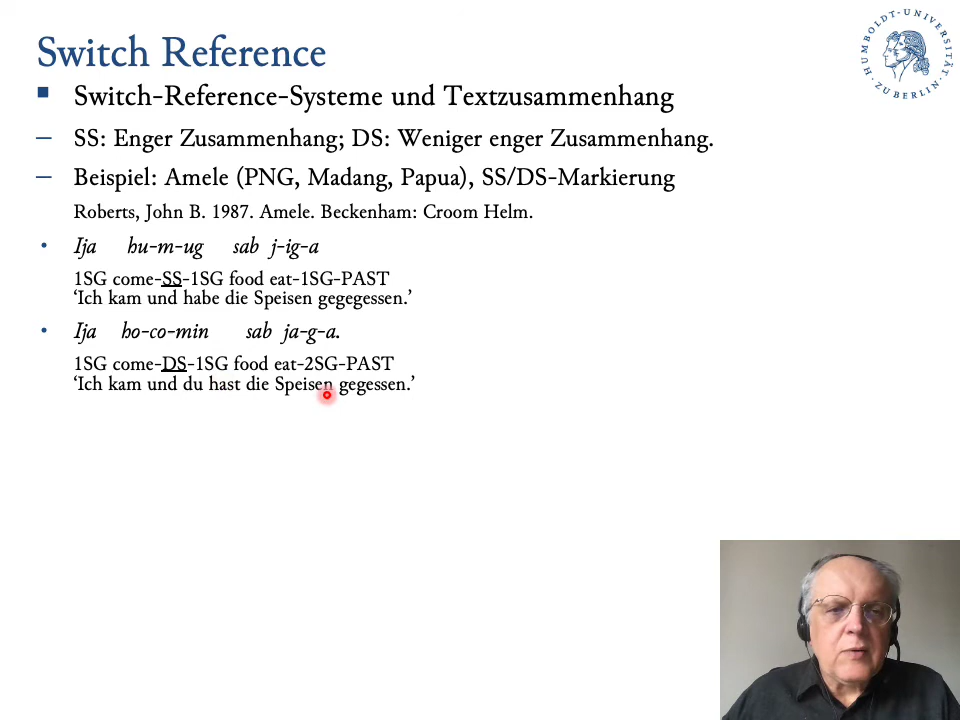 Switch Reference
Switch-Reference-Systeme und Textzusammenhang
SS: Enger Zusammenhang; DS: Weniger enger Zusammenhang.
Beispiel: Amele (PNG, Madang, Papua), SS/DS-Markierung
Roberts, John B. 1987. Amele. Beckenham: Croom Helm.
Ija hu-m-ug sab j-ig-a
1SG come-SS-1SG food eat-1SG-PAST
‘Ich kam und habe die Speisen gegegessen.’
Ija ho-co-min sab ja-g-a.
1SG come-DS-1SG food eat-2SG-PAST
‘Ich kam und du hast die Speisen gegessen.’
HUMBOLDT-UNIVERSITÄT
ZU BERLIN